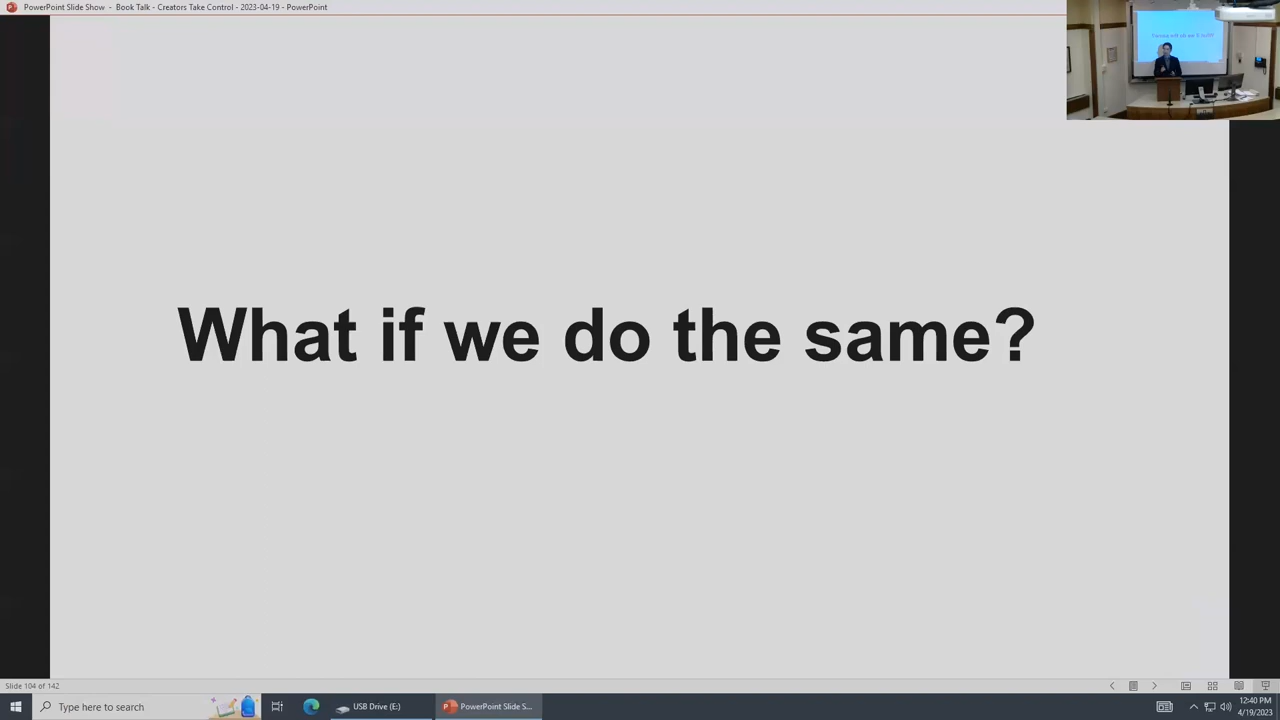 PowerPoint Slide Show - Book Talk - Creators Take Control - 2023-04-19 - PowerPoint
What if we do the same?
Slide 104 of 142
Type here to search
USB Drive (E:)
PowerPoint Slide S...
12:40 PM
4/19/2023